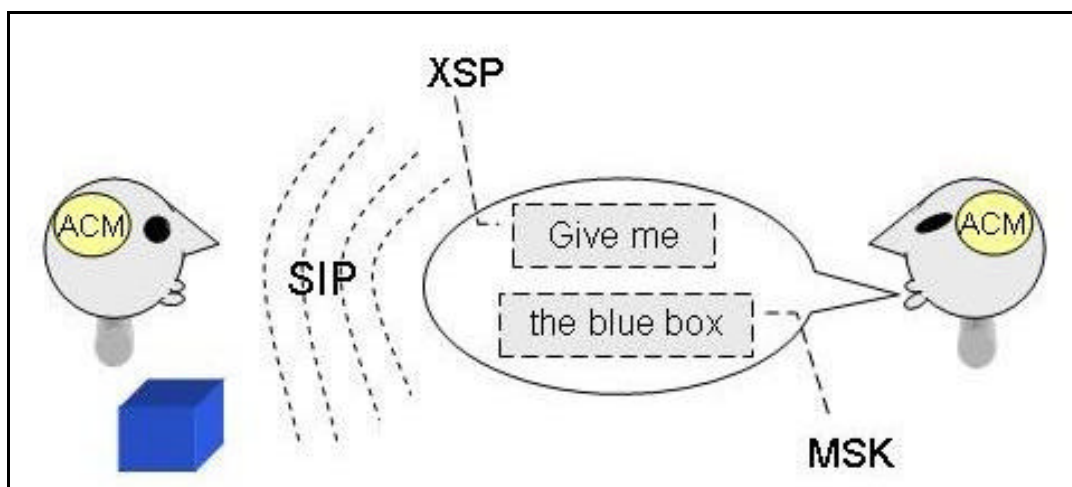 XSP
ACM
SIP
Give me
the blue box
ACM
MSK